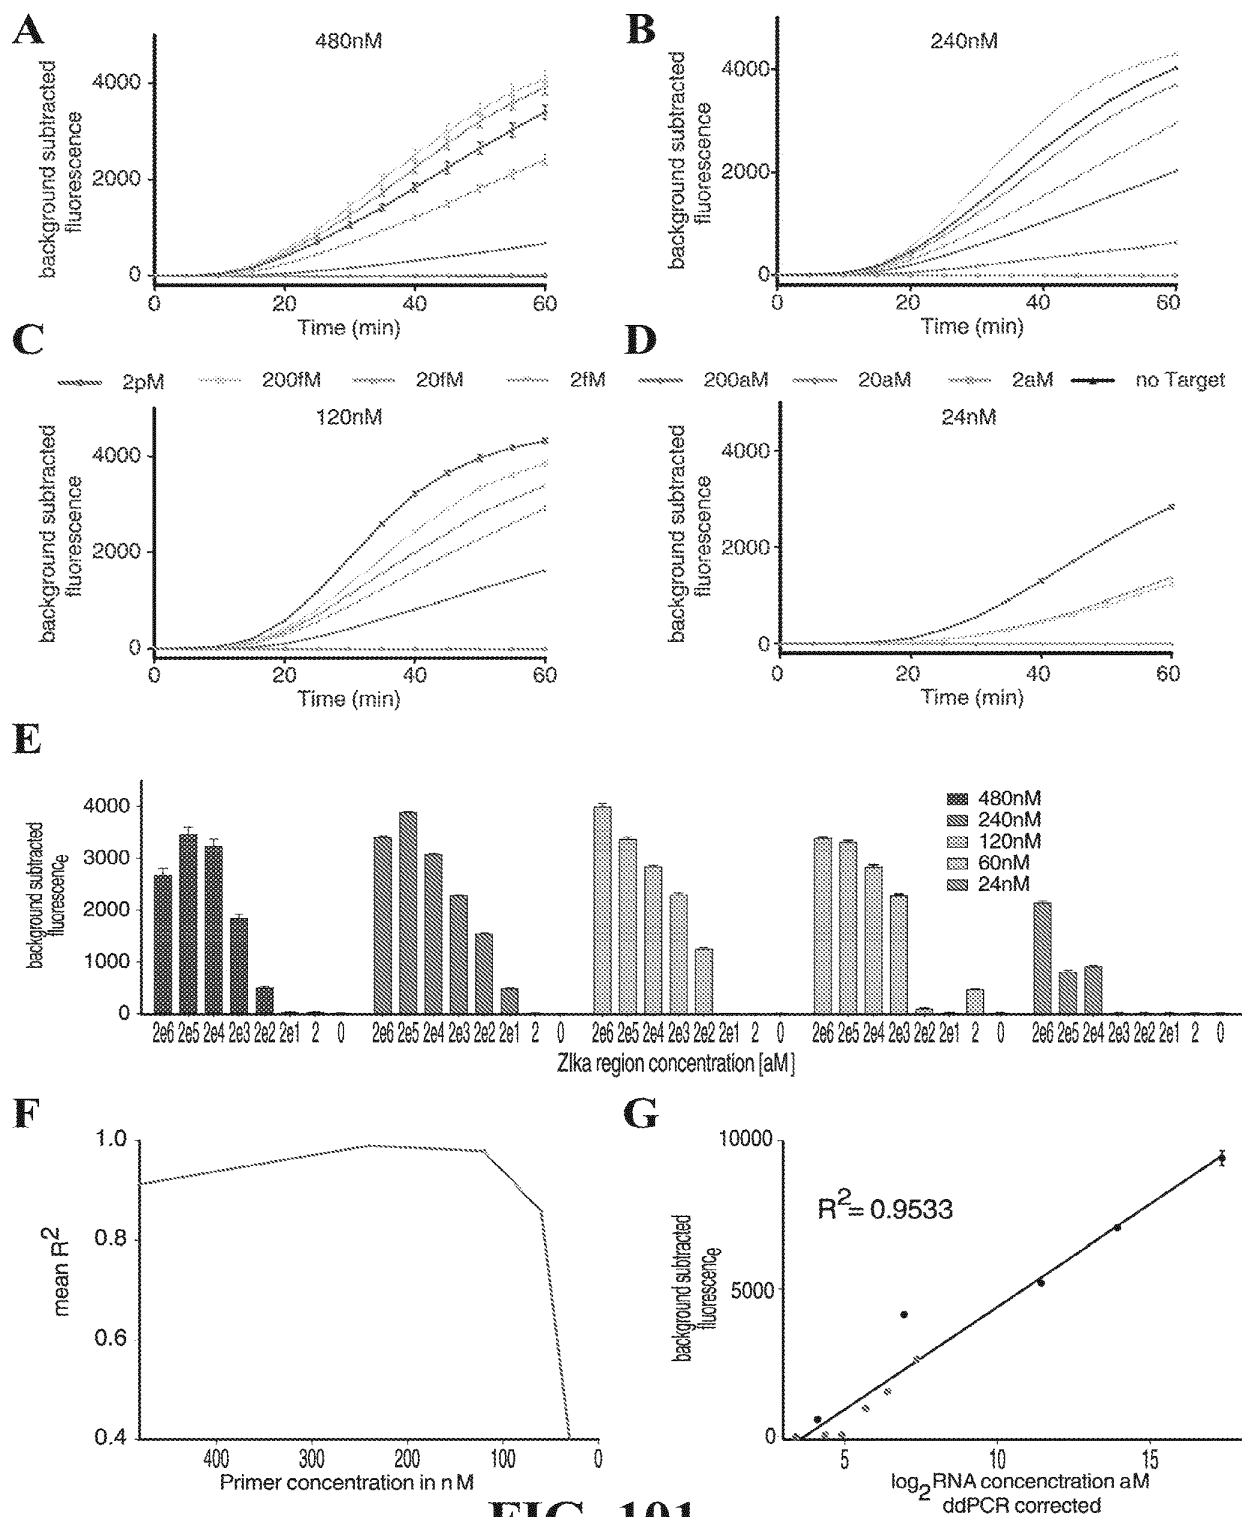 A
480nM
background subtracted
fluorescence
4000
2000
0
0 20 40 60
Time (min)
B
240nM
background subtracted
fluorescence
4000
2000
0
0 20 40 60
Time (min)
C
D
2pM 200fM 20fM 2fM 200aM 20aM 2aM no Target
120nM
background subtracted
fluorescence
4000
2000
0
0 20 40 60
Time (min)
24nM
background subtracted
fluorescence
4000
2000
0
0 20 40 60
Time (min)
E
background subtracted
fluorescence
4000
3000
2000
1000
0
480nM
240nM
120nM
60nM
24nM
2e6 2e5 2e4 2e3 2e2 2e1 2 0 2e6 2e5 2e4 2e3 2e2 2e1 2 0 2e6 2e5 2e4 2e3 2e2 2e1 2 0 2e6 2e5 2e4 2e3 2e2 2e1 2 0 2e6 2e5 2e4 2e3 2e2 2e1 2 0
ZIka region concentration [aM]
F
mean R2
1.0
0.8
0.6
0.4
400 300 200 100 0
Primer concentration in nM
G
background subtracted
fluorescence
10000
5000
0
R2= 0.9533
5 10 15
log2 RNA concenctration aM
ddPCR corrected
FIG. 101